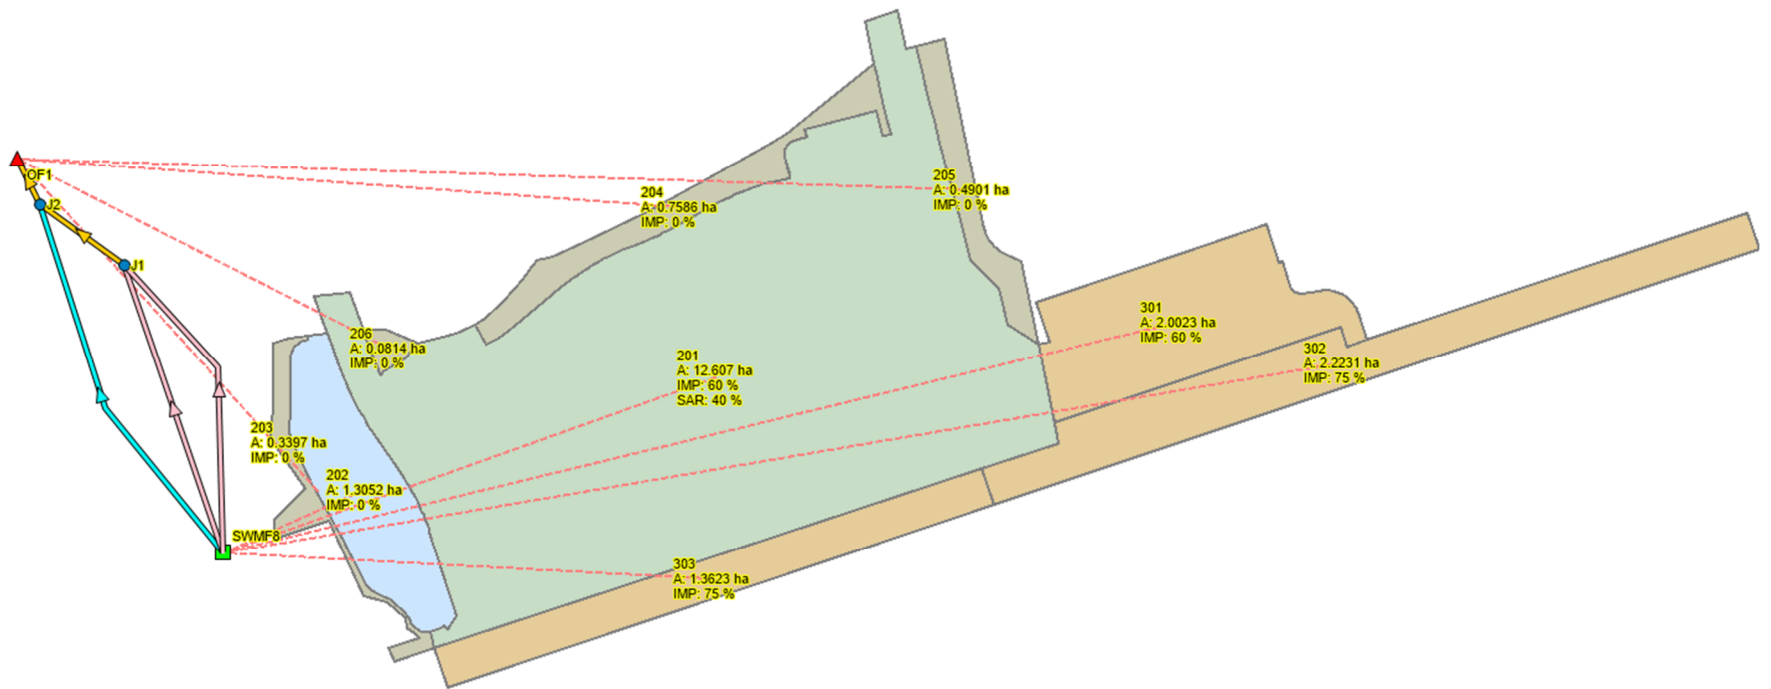 OF1
J2
J1
204
A: 0.7586 ha
IMP: 0 %
205
A: 0.4901 ha
IMP: 0 %
206
A: 0.0814 ha
IMP: 0 %
201
A: 12.607 ha
IMP: 60 %
SAR: 40 %
301
A: 2.0023 ha
IMP: 60 %
302
A: 2.2231 ha
IMP: 75 %
203
A: 0.3397 ha
IMP: 0 %
202
A: 1.3052 ha
IMP: 0 %
SWMF8
303
A: 1.3623 ha
IMP: 75 %